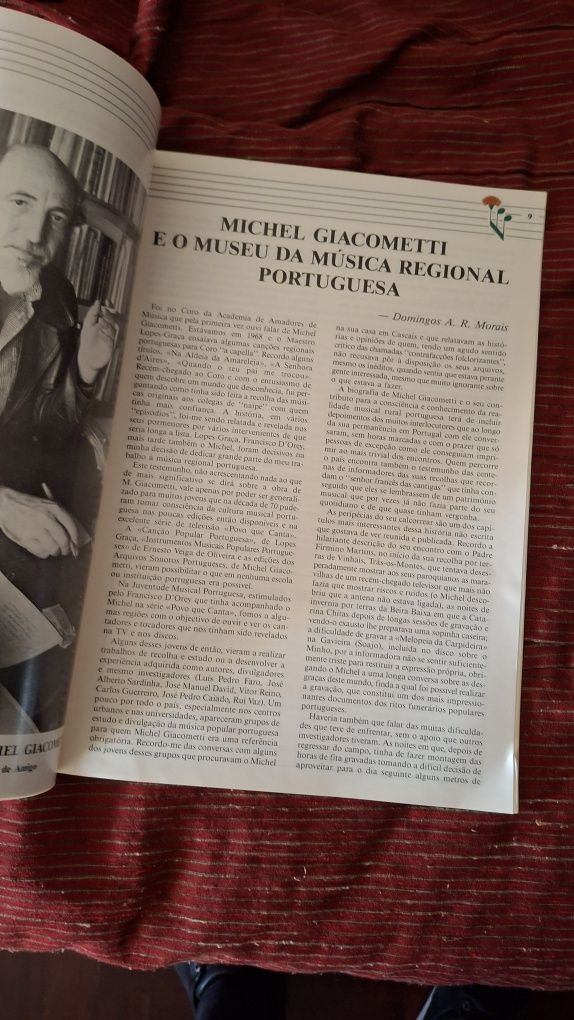 9
MICHEL GIACOMETTI
E O MUSEU DA MÚSICA REGIONAL
PORTUGUESA
— Domingos A. R. Morais
Foi no Coro da Academia de Amadores de
Música que pela primeira vez ouvi falar de Michel
Giacometti. Estávamos em 1968 e o Maestro
Lopes-Graça ensaiava algumas canções regionais
portuguesas para Coro "a capella". Recordo alguns
títulos, «Na Aldeia da Amareleja», «A Senhora
d'Aires», «Quando o teu pai me trocou».
Recém-chegado ao Coro e com o entusiasmo de
quem descobre um mundo que desconhecia, fui per-
guntando como tinha sido feita a recolha das músi-
cas originais aos colegas de "naipe" com quem
tinha mais confiança. A história, em vários
"episódios", foi-me sendo relatada e revelada nos
seus pormenores por vários intervenientes de que
seria longa a lista. Lopes-Graça, Francisco D'Orey,
mais tarde também o Michel, foram decisivos na
minha decisão de dedicar grande parte do meu tra-
balho à música regional portuguesa.
Este testemunho, não acrescentando nada ao que
de mais significativo se dirá sobre a obra de
M. Giacometti, vale apenas por poder ser generali-
zado para muitos jovens que na década de 70 pude-
ram tomar consciência da cultura musical portu-
guesa nas poucas edições então disponíveis e na
excelente série de televisão «Povo que Canta».
A «Canção Popular Portuguesa», de Lopes
Graça, «Instrumentos Musicais Populares Portugue-
ses» de Ernesto Veiga de Oliveira e as edições dos
Arquivos Sonoros Portugueses, de Michel Giaco-
metti, vieram possibilitar o que em nenhuma escola
ou instituição portuguesa era possível.
Na Juventude Musical Portuguesa, estimulados
pelo Francisco D'Orey que tinha acompanhado o
Michel na série «Povo que Canta», fomos a algu-
mas regiões com o objectivo de ouvir e ver os can-
tadores e tocadores que nos tinham sido revelados
na TV e nos discos.
Alguns desses jovens de então, vieram a realizar
trabalhos de recolha e estudo ou a desenvolver a
experiência adquirida como autores, divulgadores
e mesmo investigadores (Luís Pedro Faro, José
Alberto Sardinha, José Manuel David, Vítor Reino,
Carlos Guerreiro, José Pedro Caiado, Rui Vaz). Um
pouco por todo o país, especialmente nos centros
urbanos e nas universidades, apareceram grupos de
estudo e divulgação da música popular portuguesa
para quem Michel Giacometti era uma referência
obrigatória. Recordo-me das conversas com alguns
dos jovens desses grupos que procuravam o Michel
na sua casa em Cascais e que relatavam as histó-
rias e opiniões de quem, tendo um agudo sentido
crítico das chamadas "contrafacções folclorizantes",
não recusava pôr à disposição os seus arquivos,
mesmo os inéditos, quando sentia que estava perante
gente interessada, mesmo que muito ignorante sobre
o que estava a fazer.
A biografia de Michel Giacometti e o seu con-
tributo para a consciência e conhecimento da rea-
lidade musical rural portuguesa terá de incluir
depoimentos dos muitos interlocutores que ao longo
da sua permanência em Portugal com ele conver-
saram, sem horas marcadas e com o prazer que só
pessoas de excepção como ele conseguiam impri-
mir ao mais trivial dos encontros. Quem percorre
o país encontra também o testemunho das cente-
nas de informadores das suas recolhas que recor-
dam o "senhor francês das cantigas" que tinha con-
seguido que eles se lembrassem de um património
musical que por vezes já não fazia parte do seu
quotidiano e de que quase tinham vergonha.
As peripécias do seu calcorrear são um dos capí-
tulos mais interessantes dessa história não escrita
que gostava de ver reunida e publicada. Recordo a
hilariante descrição do seu encontro com o Padre
Firmino Martins, no início da sua recolha por ter-
ras de Vinhais, Trás-os-Montes, que tentava deses-
peradamente mostrar aos seus paroquianos as mara-
vilhas de um recém-chegado televisor que mais não
fazia que mostrar riscos e ruídos (o Michel desco-
briu que a antena não estava ligada), as noites de
invernia por terras da Beira Baixa em que a Cata-
rina Chitas depois de longas sessões de gravação e
vendo-o exausto lhe preparava uma sopinha caseira;
a dificuldade de gravar a «Melopeia da Carpideira»
na Gavieira (Soajo), incluída no disco sobre o
Minho, por a informadora não se sentir suficiente-
mente triste para restituir a expressão própria, obri-
gando o Michel a uma longa conversa sobre as des-
graças deste mundo, finda a qual foi possível realizar
a gravação, que constitui um dos mais impressio-
nantes documentos dos ritos funerários populares
portugueses.
Haveria também que falar das muitas dificulda-
des que teve de enfrentar, sem o apoio que outros
investigadores tiveram. As noites em que, depois de
regressar do campo, tinha de fazer montagem das
horas de fita gravadas tomando a difícil decisão de
aproveitar para o dia seguinte alguns metros de
HEL GIACOM
de Amigo